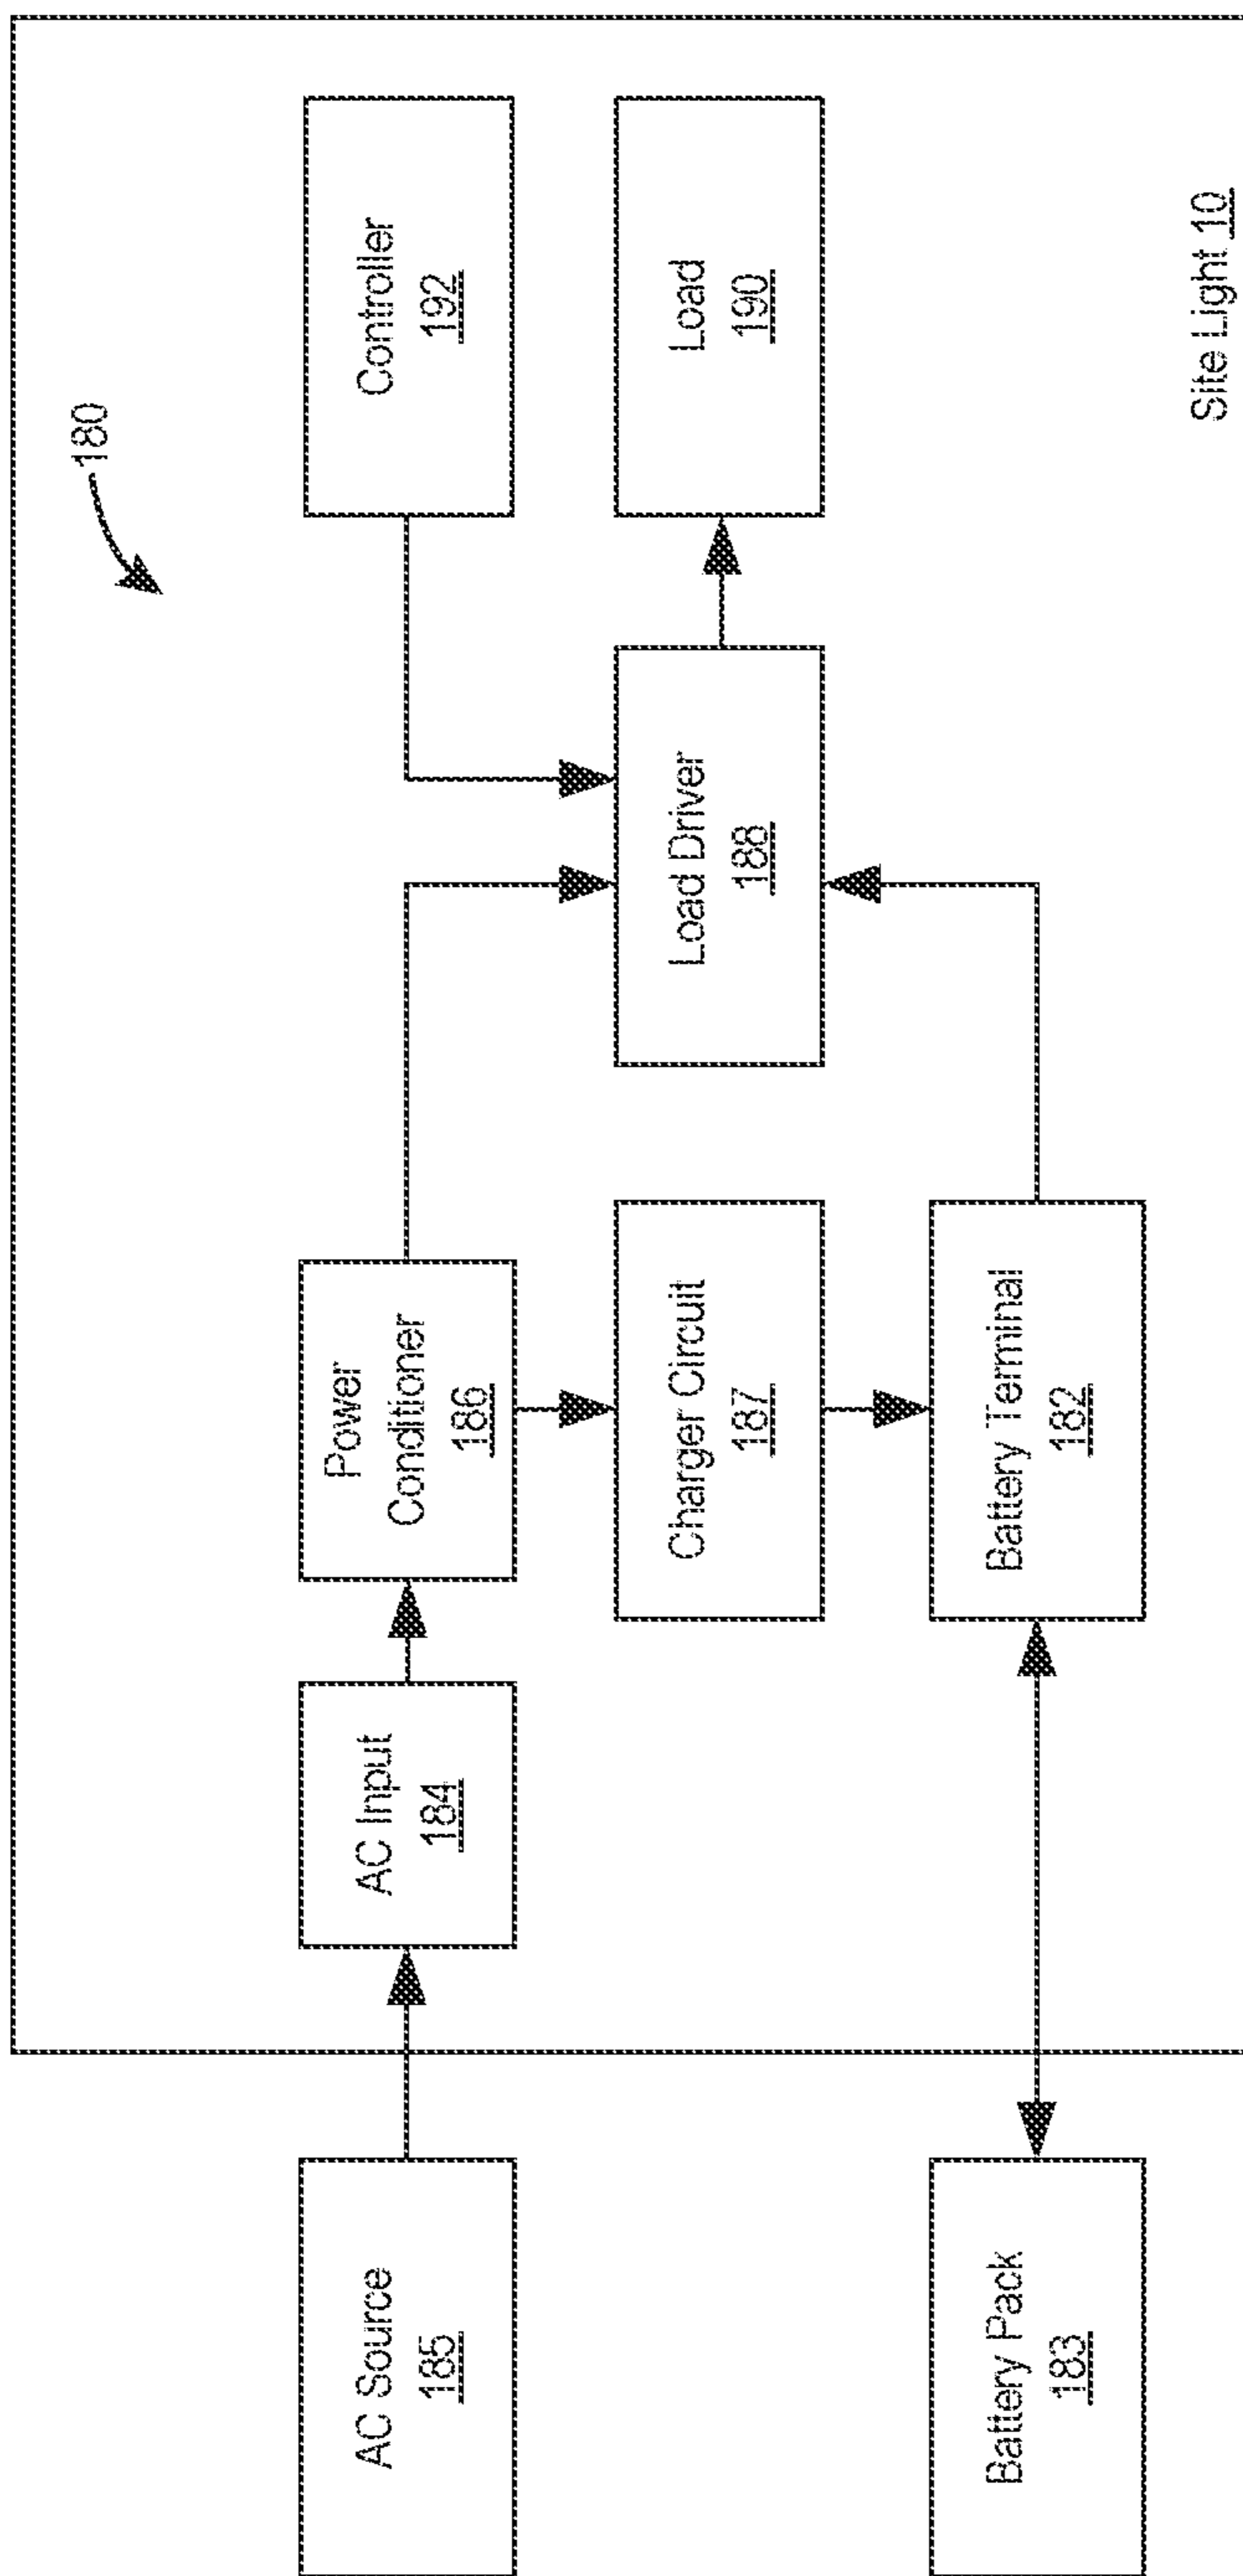 180
AC Source
185
AC Input
184
Power
Conditioner
186
Controller
192
Charger Circuit
187
Load Driver
188
Load
190
Battery Pack
183
Battery Terminal
182
Site Light 10